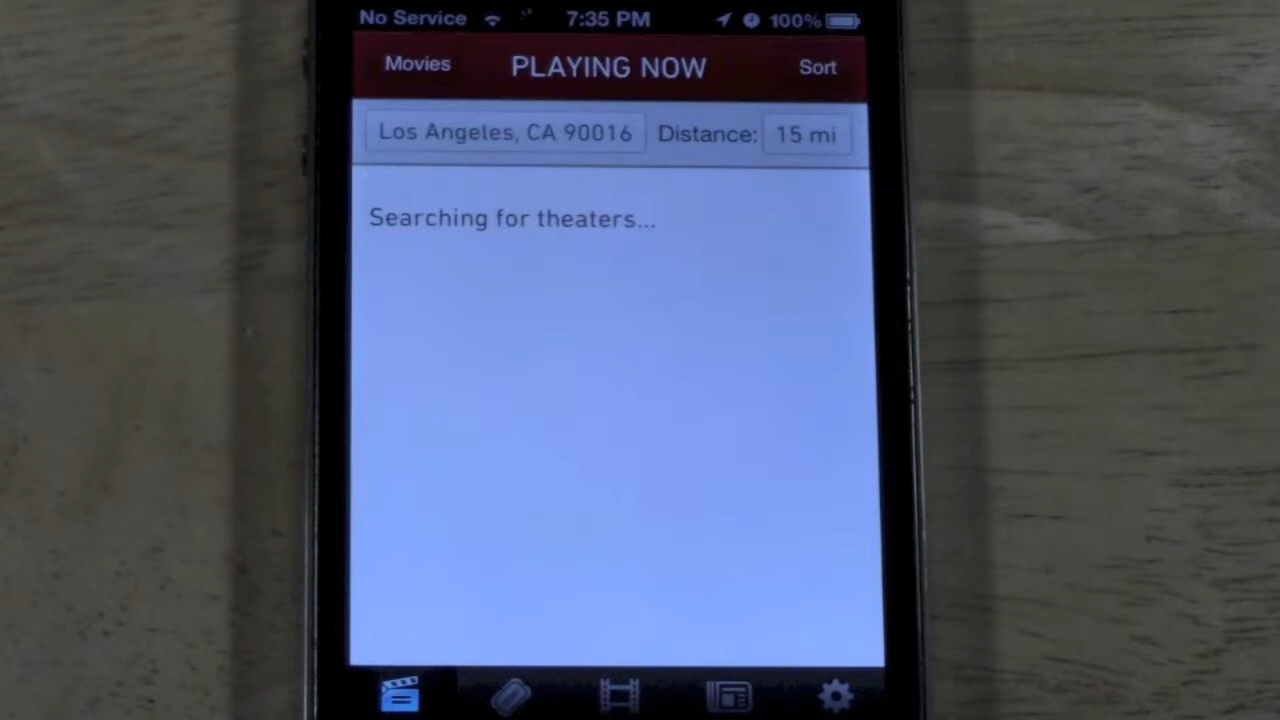 No Service 7:35 PM 100%
Movies PLAYING NOW Sort
Los Angeles, CA 90016 Distance: 15 mi
Searching for theaters...